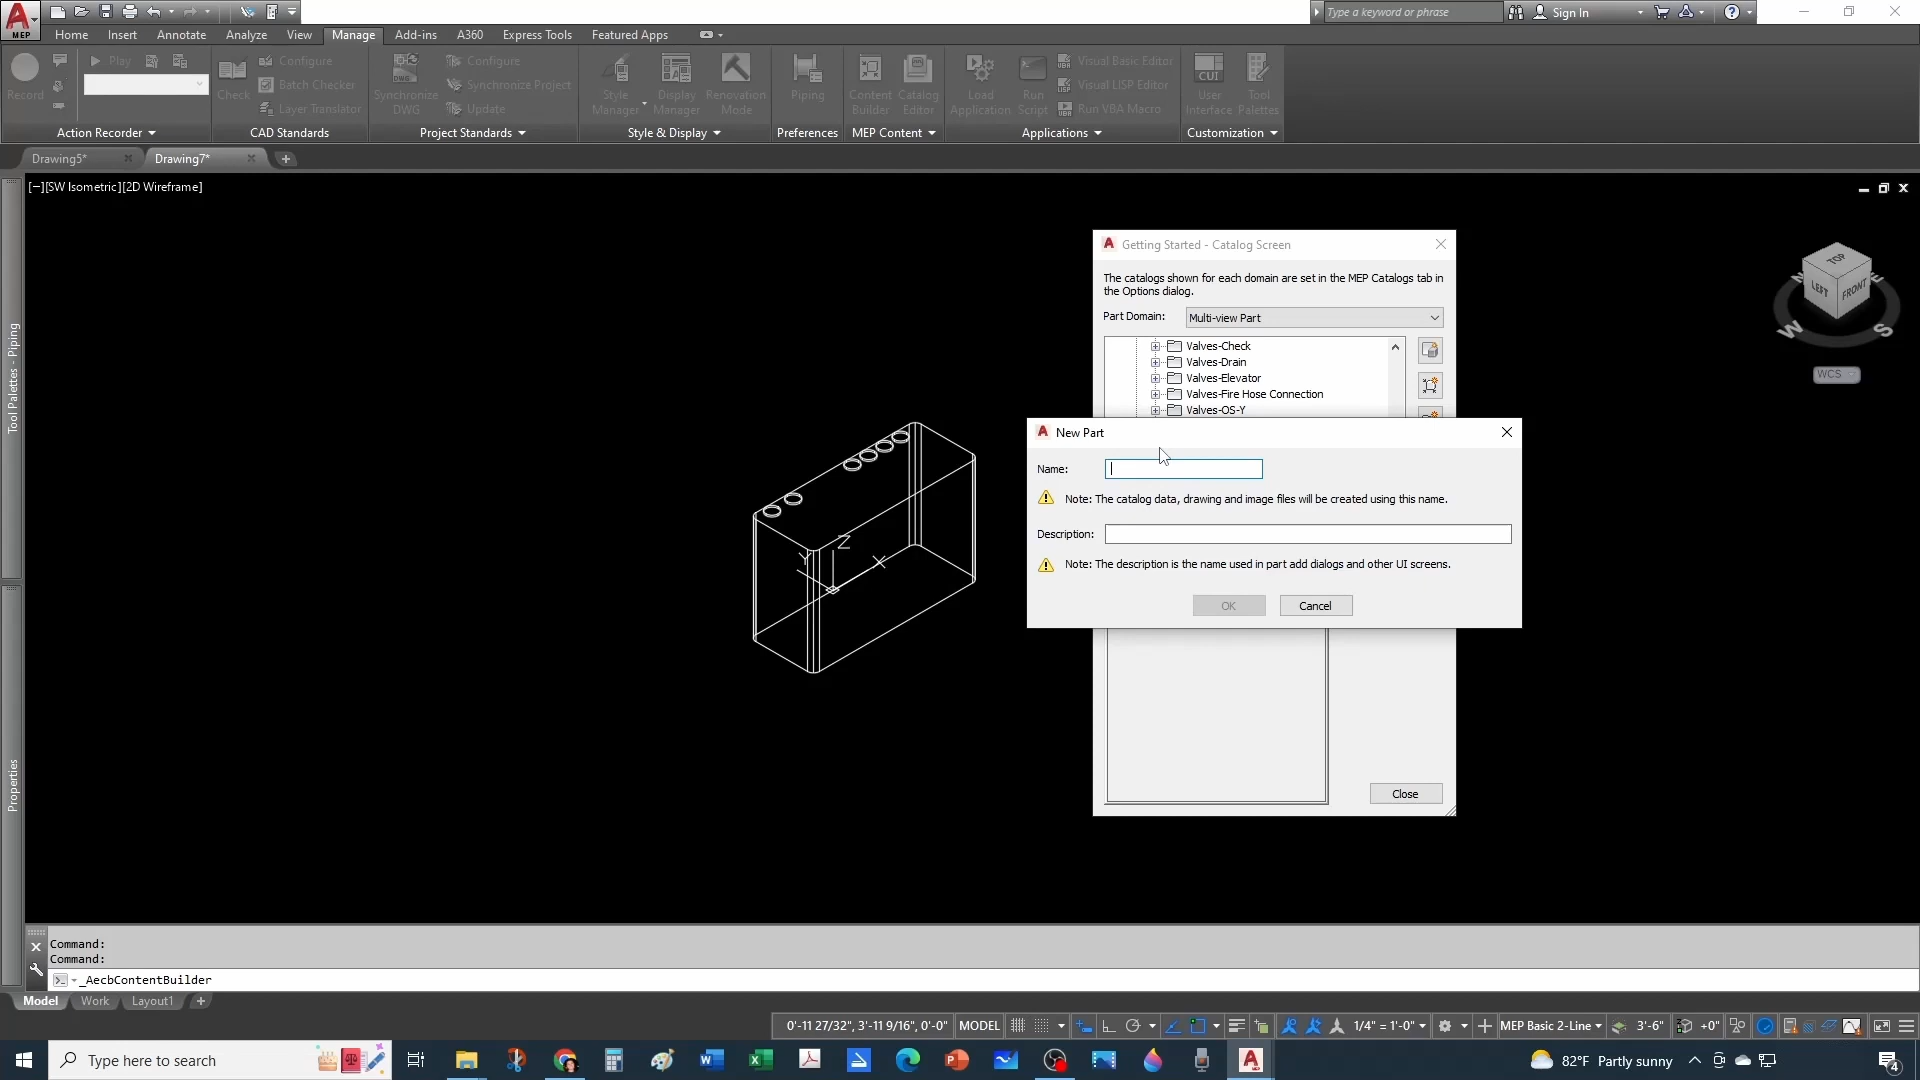 MEP
Type a keyword or phrase
Sign In
Home Insert Annotate Analyze View Manage Add-ins A360 Express Tools Featured Apps
Record
Play
Action Recorder
Check
Configure
Batch Checker
Layer Translator
CAD Standards
DWG
Synchronize
DWG
Configure
Synchronize Project
Update
Project Standards
Style
Manager
Display
Manager
Renovation
Mode
Style & Display
Piping
Preferences
Content
Builder
Catalog
Editor
MEP Content
Load
Application
Run
Script
Visual Basic Editor
Visual LISP Editor
Run VBA Macro
Applications
CUI
User
Interface
Tool
Palettes
Customization
Drawing5*
Drawing7*
[−][SW Isometric][2D Wireframe]
Tool Palettes - Piping
Properties
Z
Y
X
TOP
LEFT
FRONT
N
E
W
S
WCS
Getting Started - Catalog Screen
The catalogs shown for each domain are set in the MEP Catalogs tab in
the Options dialog.
Part Domain:
Multi-view Part
Valves-Check
Valves-Drain
Valves-Elevator
Valves-Fire Hose Connection
Valves-OS-Y
New Part
Name:
Note: The catalog data, drawing and image files will be created using this name.
Description:
Note: The description is the name used in part add dialogs and other UI screens.
OK
Cancel
Close
Command:
Command:
_AecbContentBuilder
Model Work Layout1
0'-11 27/32", 3'-11 9/16", 0'-0" MODEL 1/4" = 1'-0" MEP Basic 2-Line 3'-6" +0"
Type here to search
82°F Partly sunny
4